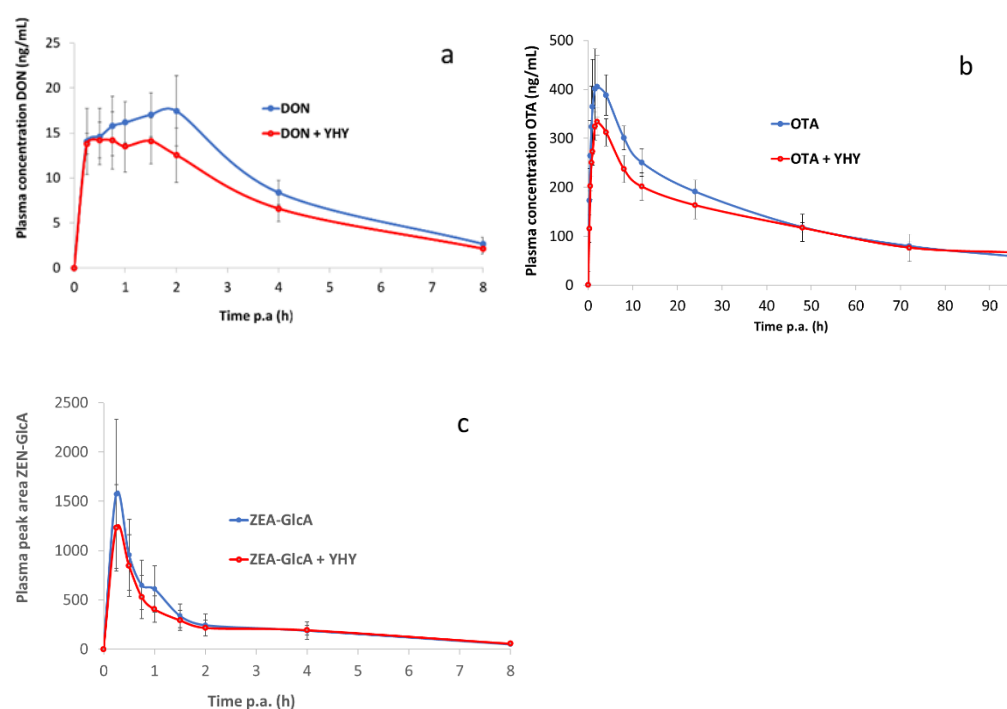 a
Plasma concentration DON (ng/mL)
25
20
15
10
5
0
DON
DON + YHY
0 1 2 3 4 5 6 7 8
Time p.a (h)
b
Plasma concentration OTA (ng/mL)
500
400
300
200
100
0
OTA
OTA + YHY
0 10 20 30 40 50 60 70 80 90
Time p.a. (h)
c
Plasma peak area ZEN-GlcA
2500
2000
1500
1000
500
0
ZEA-GlcA
ZEA-GlcA + YHY
0 1 2 3 4 5 6 7 8
Time p.a. (h)